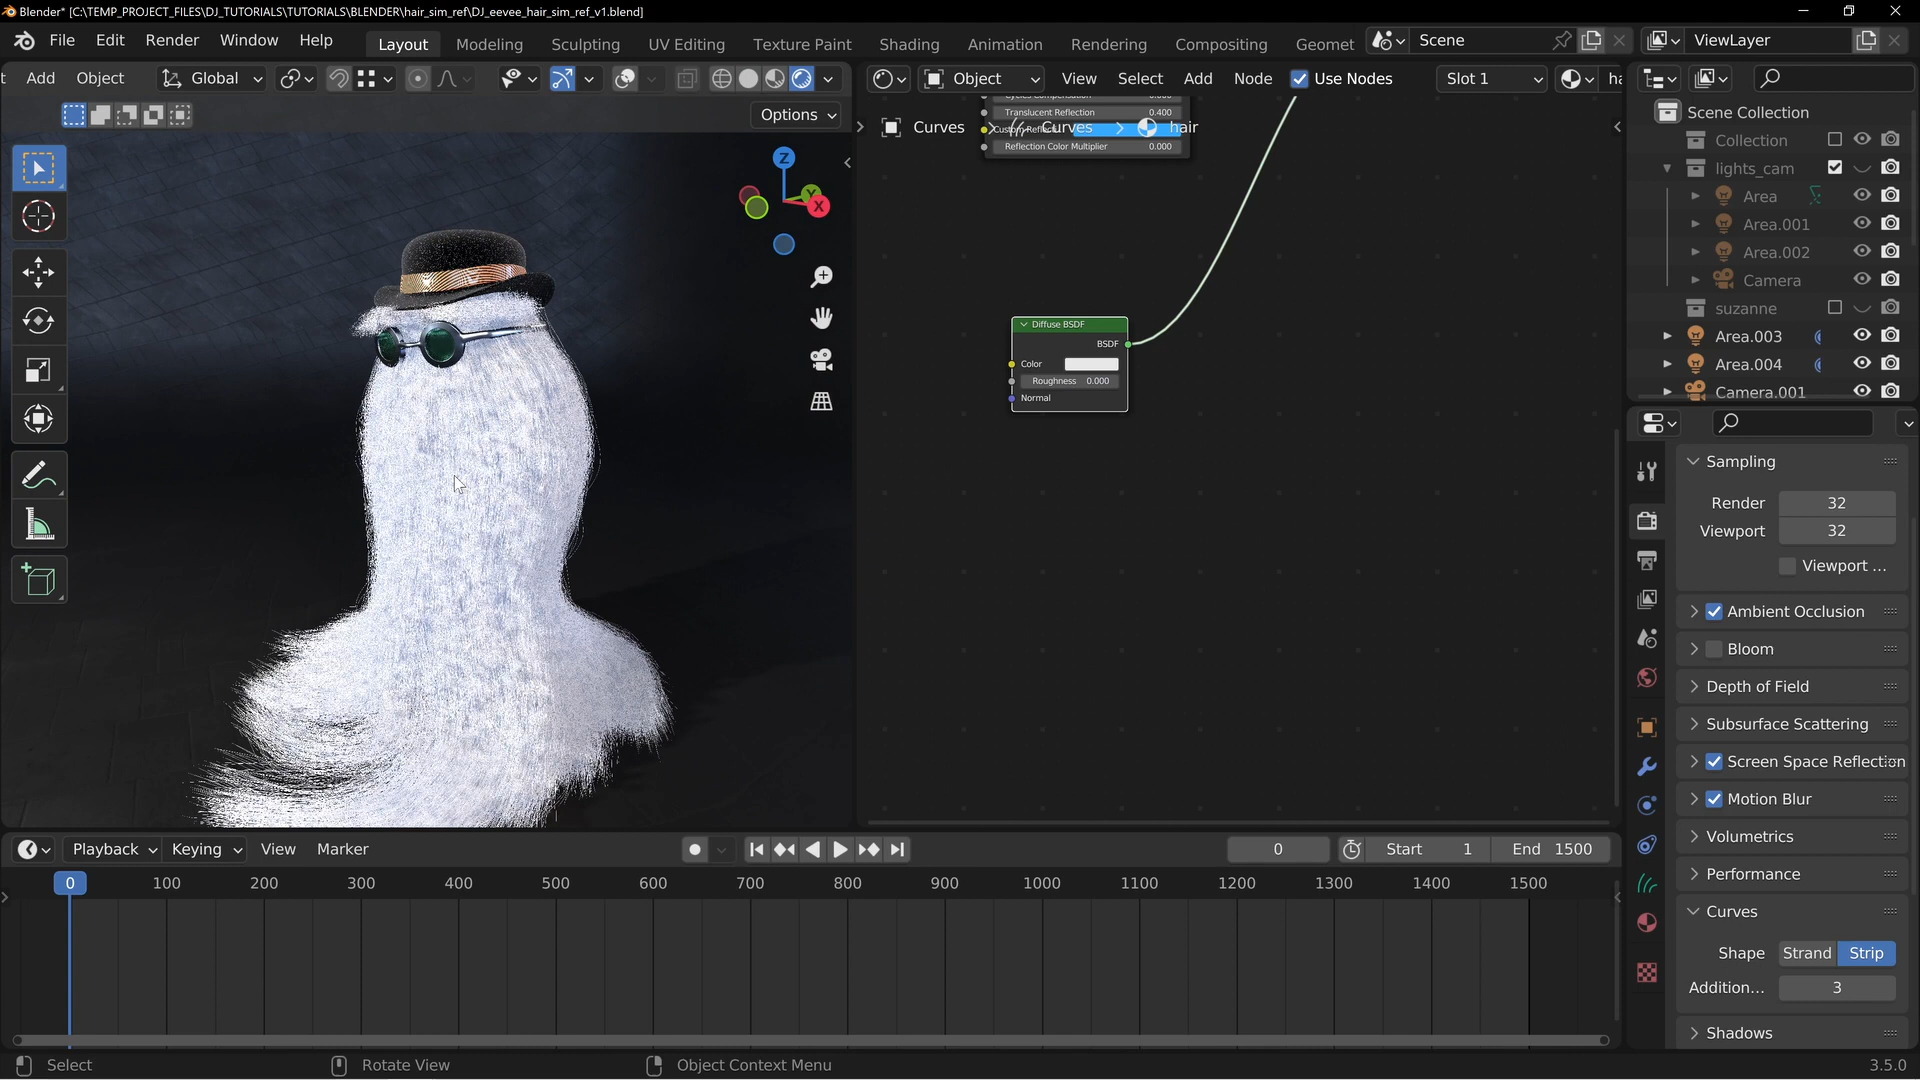 Blender* [C:\TEMP_PROJECT_FILES\DJ_TUTORIALS\TUTORIALS\BLENDER\hair_sim_ref\DJ_eevee_hair_sim_ref_v1.blend]
File Edit Render Window Help Layout Modeling Sculpting UV Editing Texture Paint Shading Animation Rendering Compositing Geomet Scene ViewLayer
t Add Object Global Object View Select Add Node Use Nodes Slot 1 ha
Options
Cycles Compensation 0.000
Translucent Reflection 0.400
Curves Curves hair
Reflection Color Multiplier 0.000
Z
Y
X
Diffuse BSDF
BSDF
Color
Roughness 0.000
Normal
Scene Collection
Collection
lights_cam
Area
Area.001
Area.002
Camera
suzanne
Area.003
Area.004
Camera.001
Sampling
Render 32
Viewport 32
Viewport ...
Ambient Occlusion
Bloom
Depth of Field
Subsurface Scattering
Screen Space Reflection
Motion Blur
Volumetrics
Performance
Curves
Shape Strand Strip
Addition... 3
Shadows
Playback Keying View Marker 0 Start 1 End 1500
0 100 200 300 400 500 600 700 800 900 1000 1100 1200 1300 1400 1500
Select Rotate View Object Context Menu 3.5.0